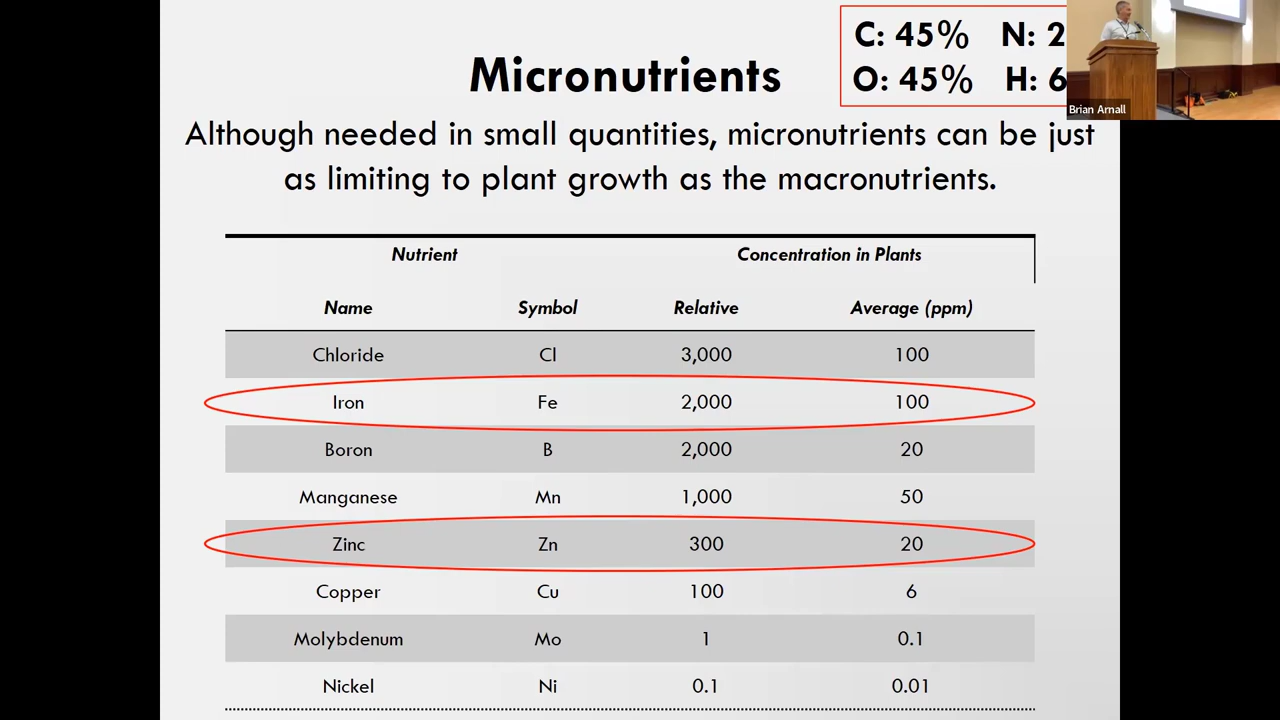 C: 45% N: 2
O: 45% H: 6
Brian Arnall
Micronutrients
Although needed in small quantities, micronutrients can be just
as limiting to plant growth as the macronutrients.
Nutrient Concentration in Plants
Name Symbol Relative Average (ppm)
Chloride Cl 3,000 100
Iron Fe 2,000 100
Boron B 2,000 20
Manganese Mn 1,000 50
Zinc Zn 300 20
Copper Cu 100 6
Molybdenum Mo 1 0.1
Nickel Ni 0.1 0.01